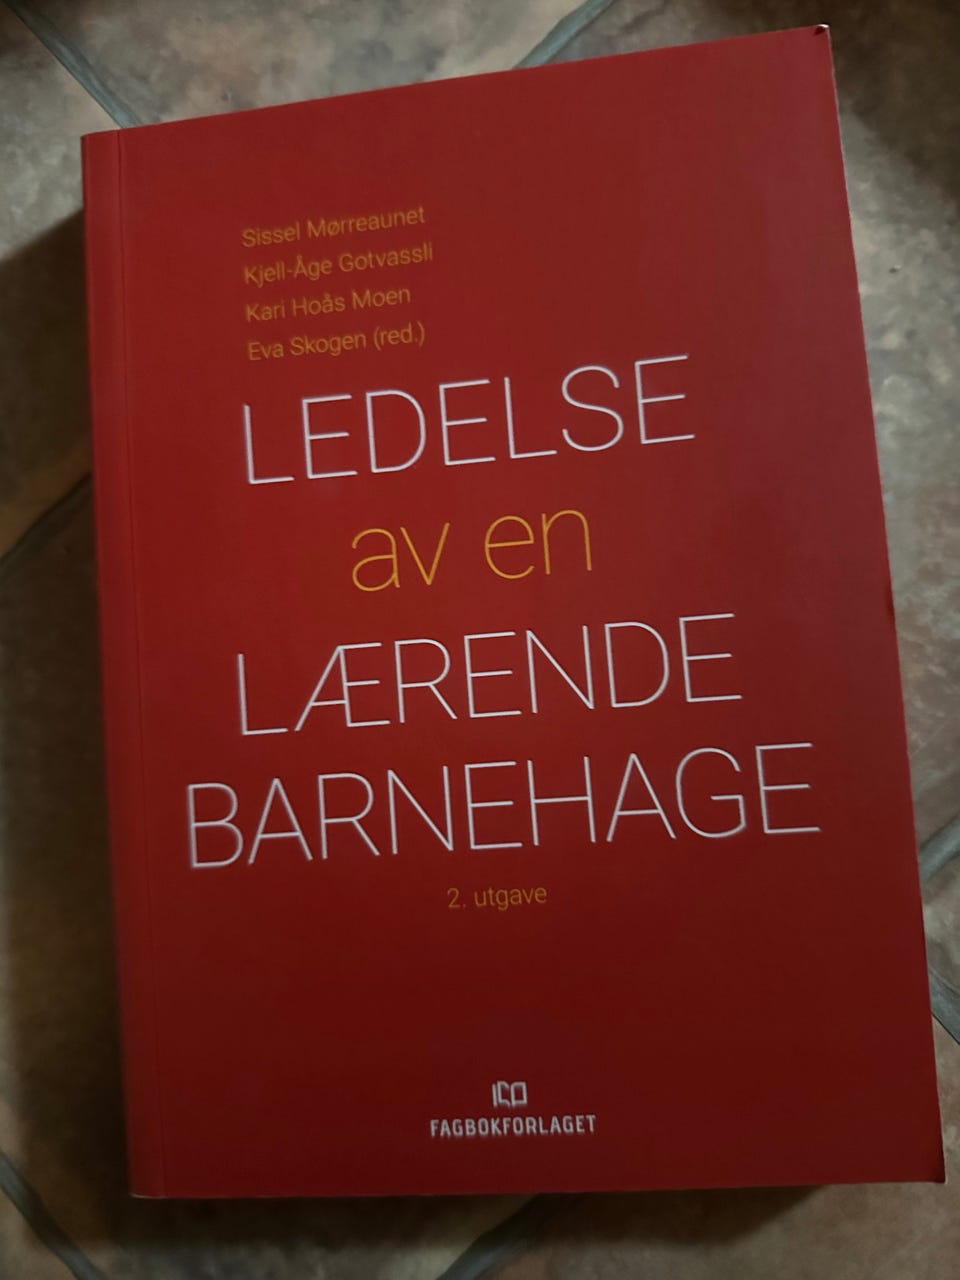 Sissel Mørreaunet
Kjell-Åge Gotvassli
Kari Hoås Moen
Eva Skogen (red.)
LEDELSE
av en
LÆRENDE
BARNEHAGE
2. utgave
FAGBOKFORLAGET